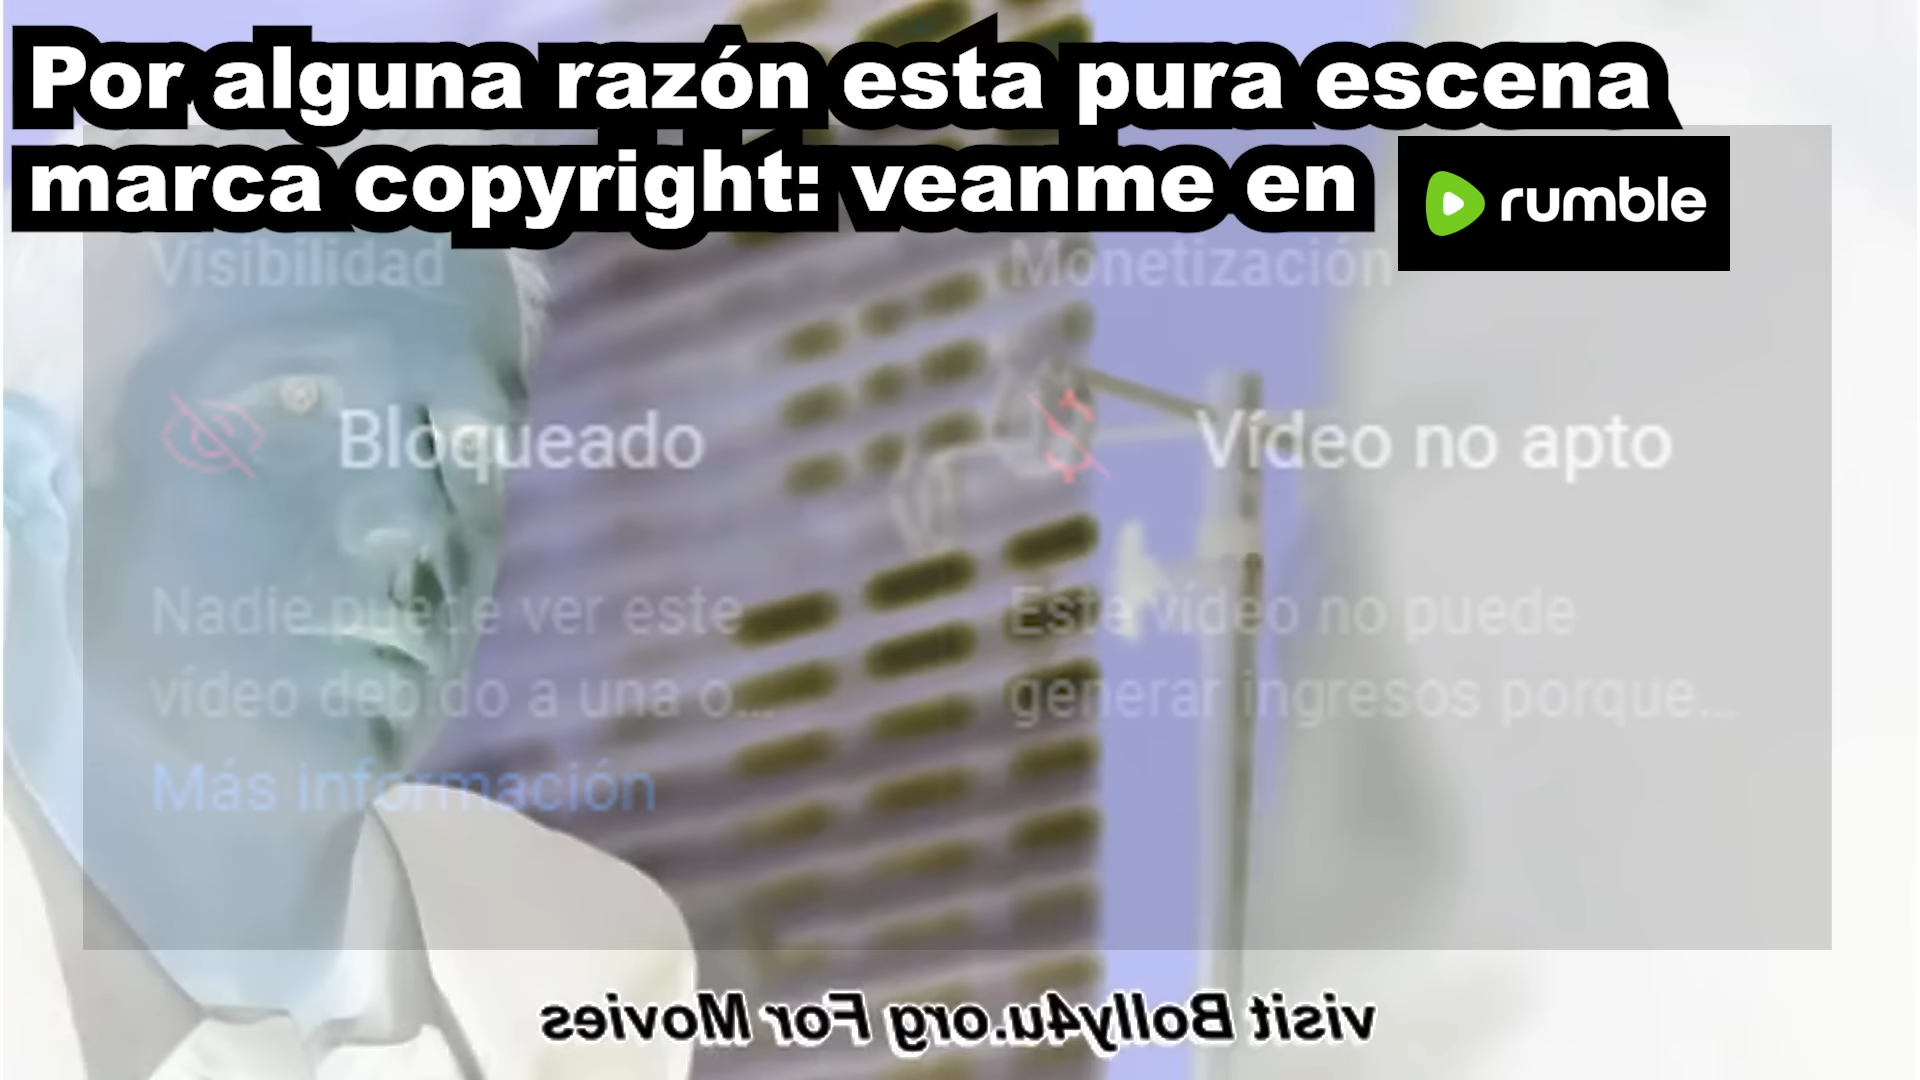 Por alguna razón esta pura escena
marca copyright: veanme en rumble
Visibilidad
Monetización
Bloqueado
Vídeo no apto
Nadie puede ver este
vídeo debido a una o...
Más información
Este vídeo no puede
generar ingresos porque...
visit Bolly4u.org For Movies